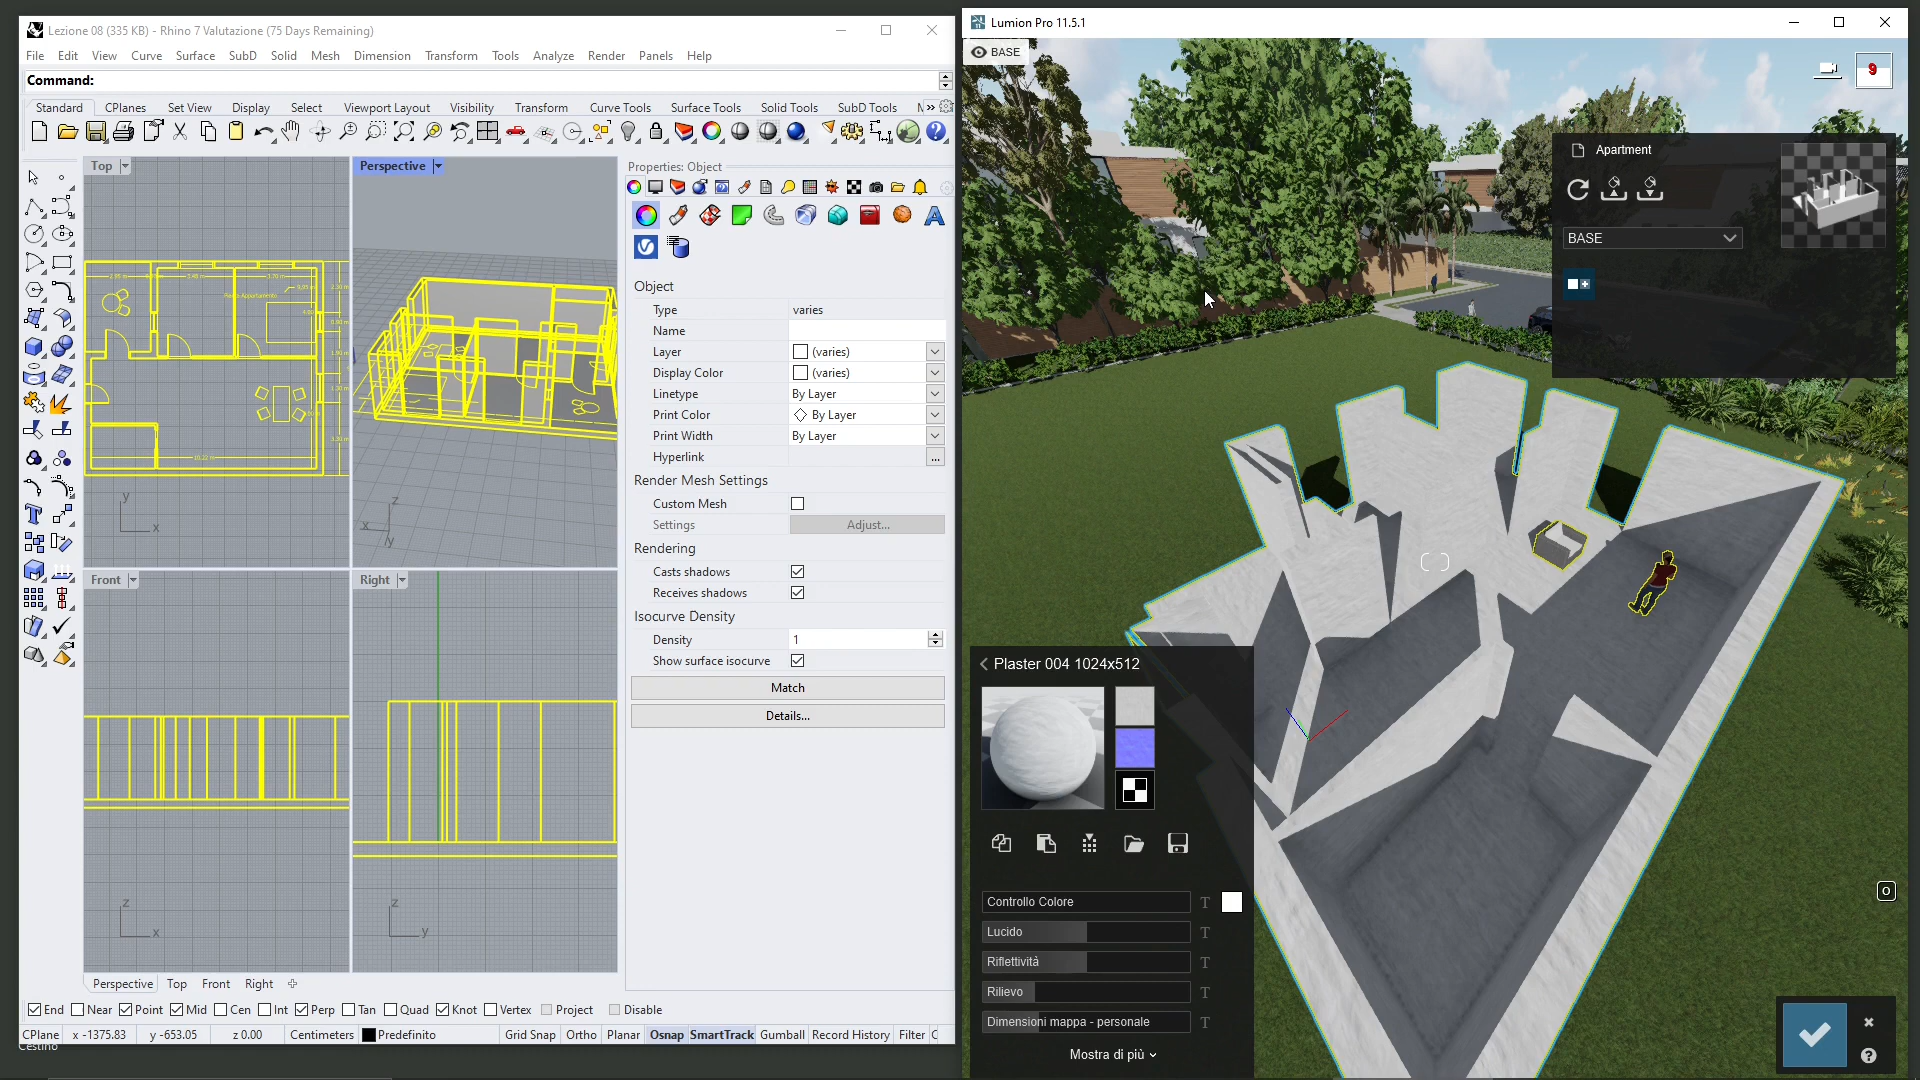 Lezione 08 (335 KB) - Rhino 7 Valutazione (75 Days Remaining)
File Edit View Curve Surface SubD Solid Mesh Dimension Transform Tools Analyze Render Panels Help
Command:
Standard CPlanes Set View Display Select Viewport Layout Visibility Transform Curve Tools Surface Tools Solid Tools SubD Tools
Top
Perspective
Front
Right
Properties: Object
Object
Type varies
Name
Layer (varies)
Display Color (varies)
Linetype By Layer
Print Color By Layer
Print Width By Layer
Hyperlink ...
Render Mesh Settings
Custom Mesh
Settings Adjust...
Rendering
Casts shadows
Receives shadows
Isocurve Density
Density 1
Show surface isocurve
Match
Details...
x
y
z
x
y
z
x
z
y
Perspective Top Front Right
End Near Point Mid Cen Int Perp Tan Quad Knot Vertex Project Disable
CPlane x -1375.83 y -653.05 z 0.00 Centimeters Predefinito Grid Snap Ortho Planar Osnap SmartTrack Gumball Record History Filter C
Cestino
Lumion Pro 11.5.1
BASE
9
Apartment
BASE
Plaster 004 1024x512
Controllo Colore T
Lucido T
Riflettività T
Rilievo T
Dimensioni mappa - personale T
Mostra di più
O